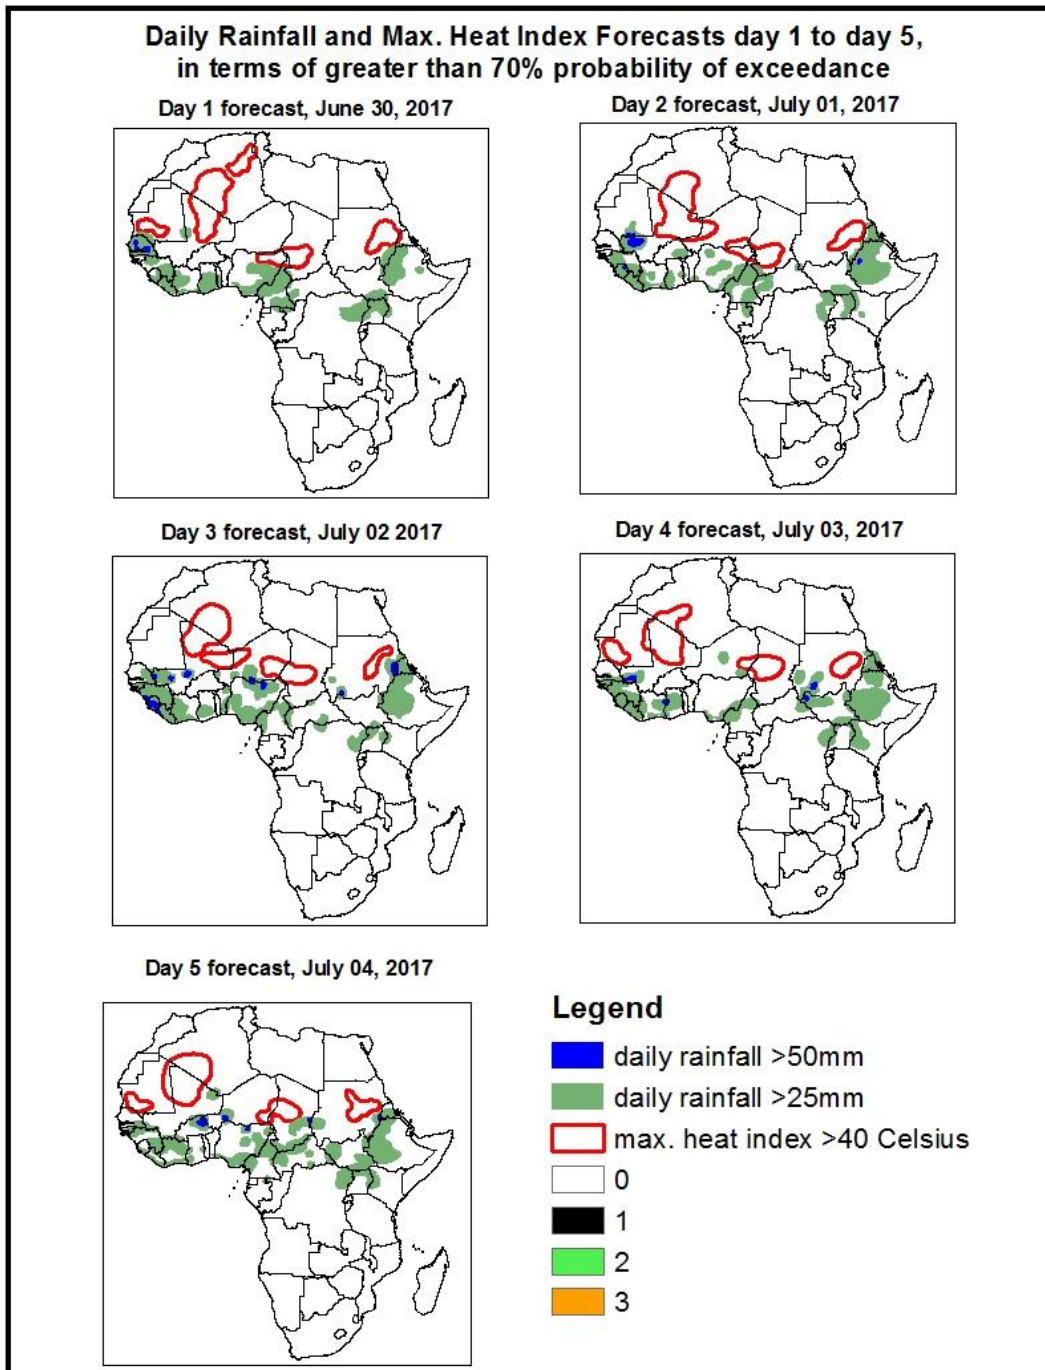 Daily Rainfall and Max. Heat Index Forecasts day 1 to day 5,
in terms of greater than 70% probability of exceedance
Day 1 forecast, June 30, 2017
Day 2 forecast, July 01, 2017
Day 3 forecast, July 02 2017
Day 4 forecast, July 03, 2017
Day 5 forecast, July 04, 2017
Legend
daily rainfall >50mm
daily rainfall >25mm
max. heat index >40 Celsius
0
1
2
3